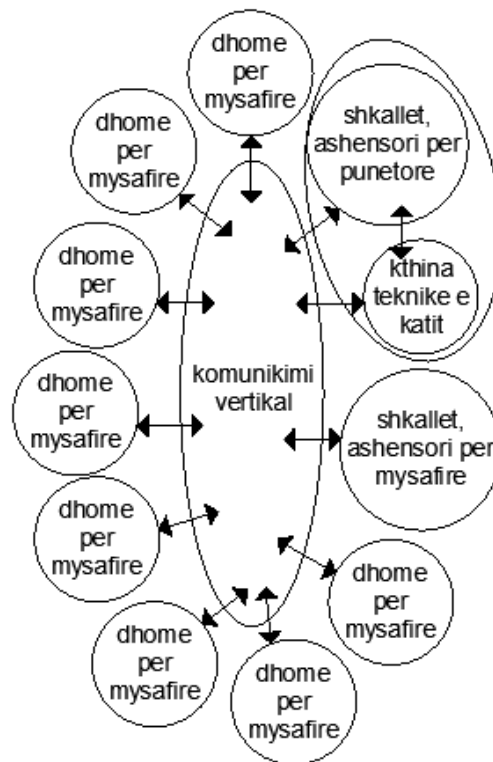 dhome
per
mysafire
dhome
per
mysafire
shkallet,
ashensori per
punetore
dhome
per
mysafire
kthina
teknike e
katit
komunikimi
vertikal
dhome
per
mysafire
shkallet,
ashensori per
mysafire
dhome
per
mysafire
dhome
per
mysafire
dhome
per
mysafire
dhome
per
mysafire